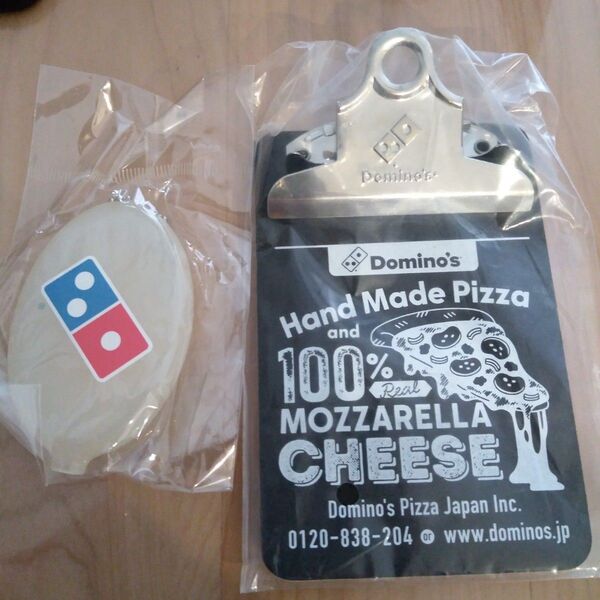 Domino's®
Domino's®
Hand Made Pizza
and
100%
Real
MOZZARELLA
CHEESE
Domino's Pizza Japan Inc.
0120-838-204 or www.dominos.jp